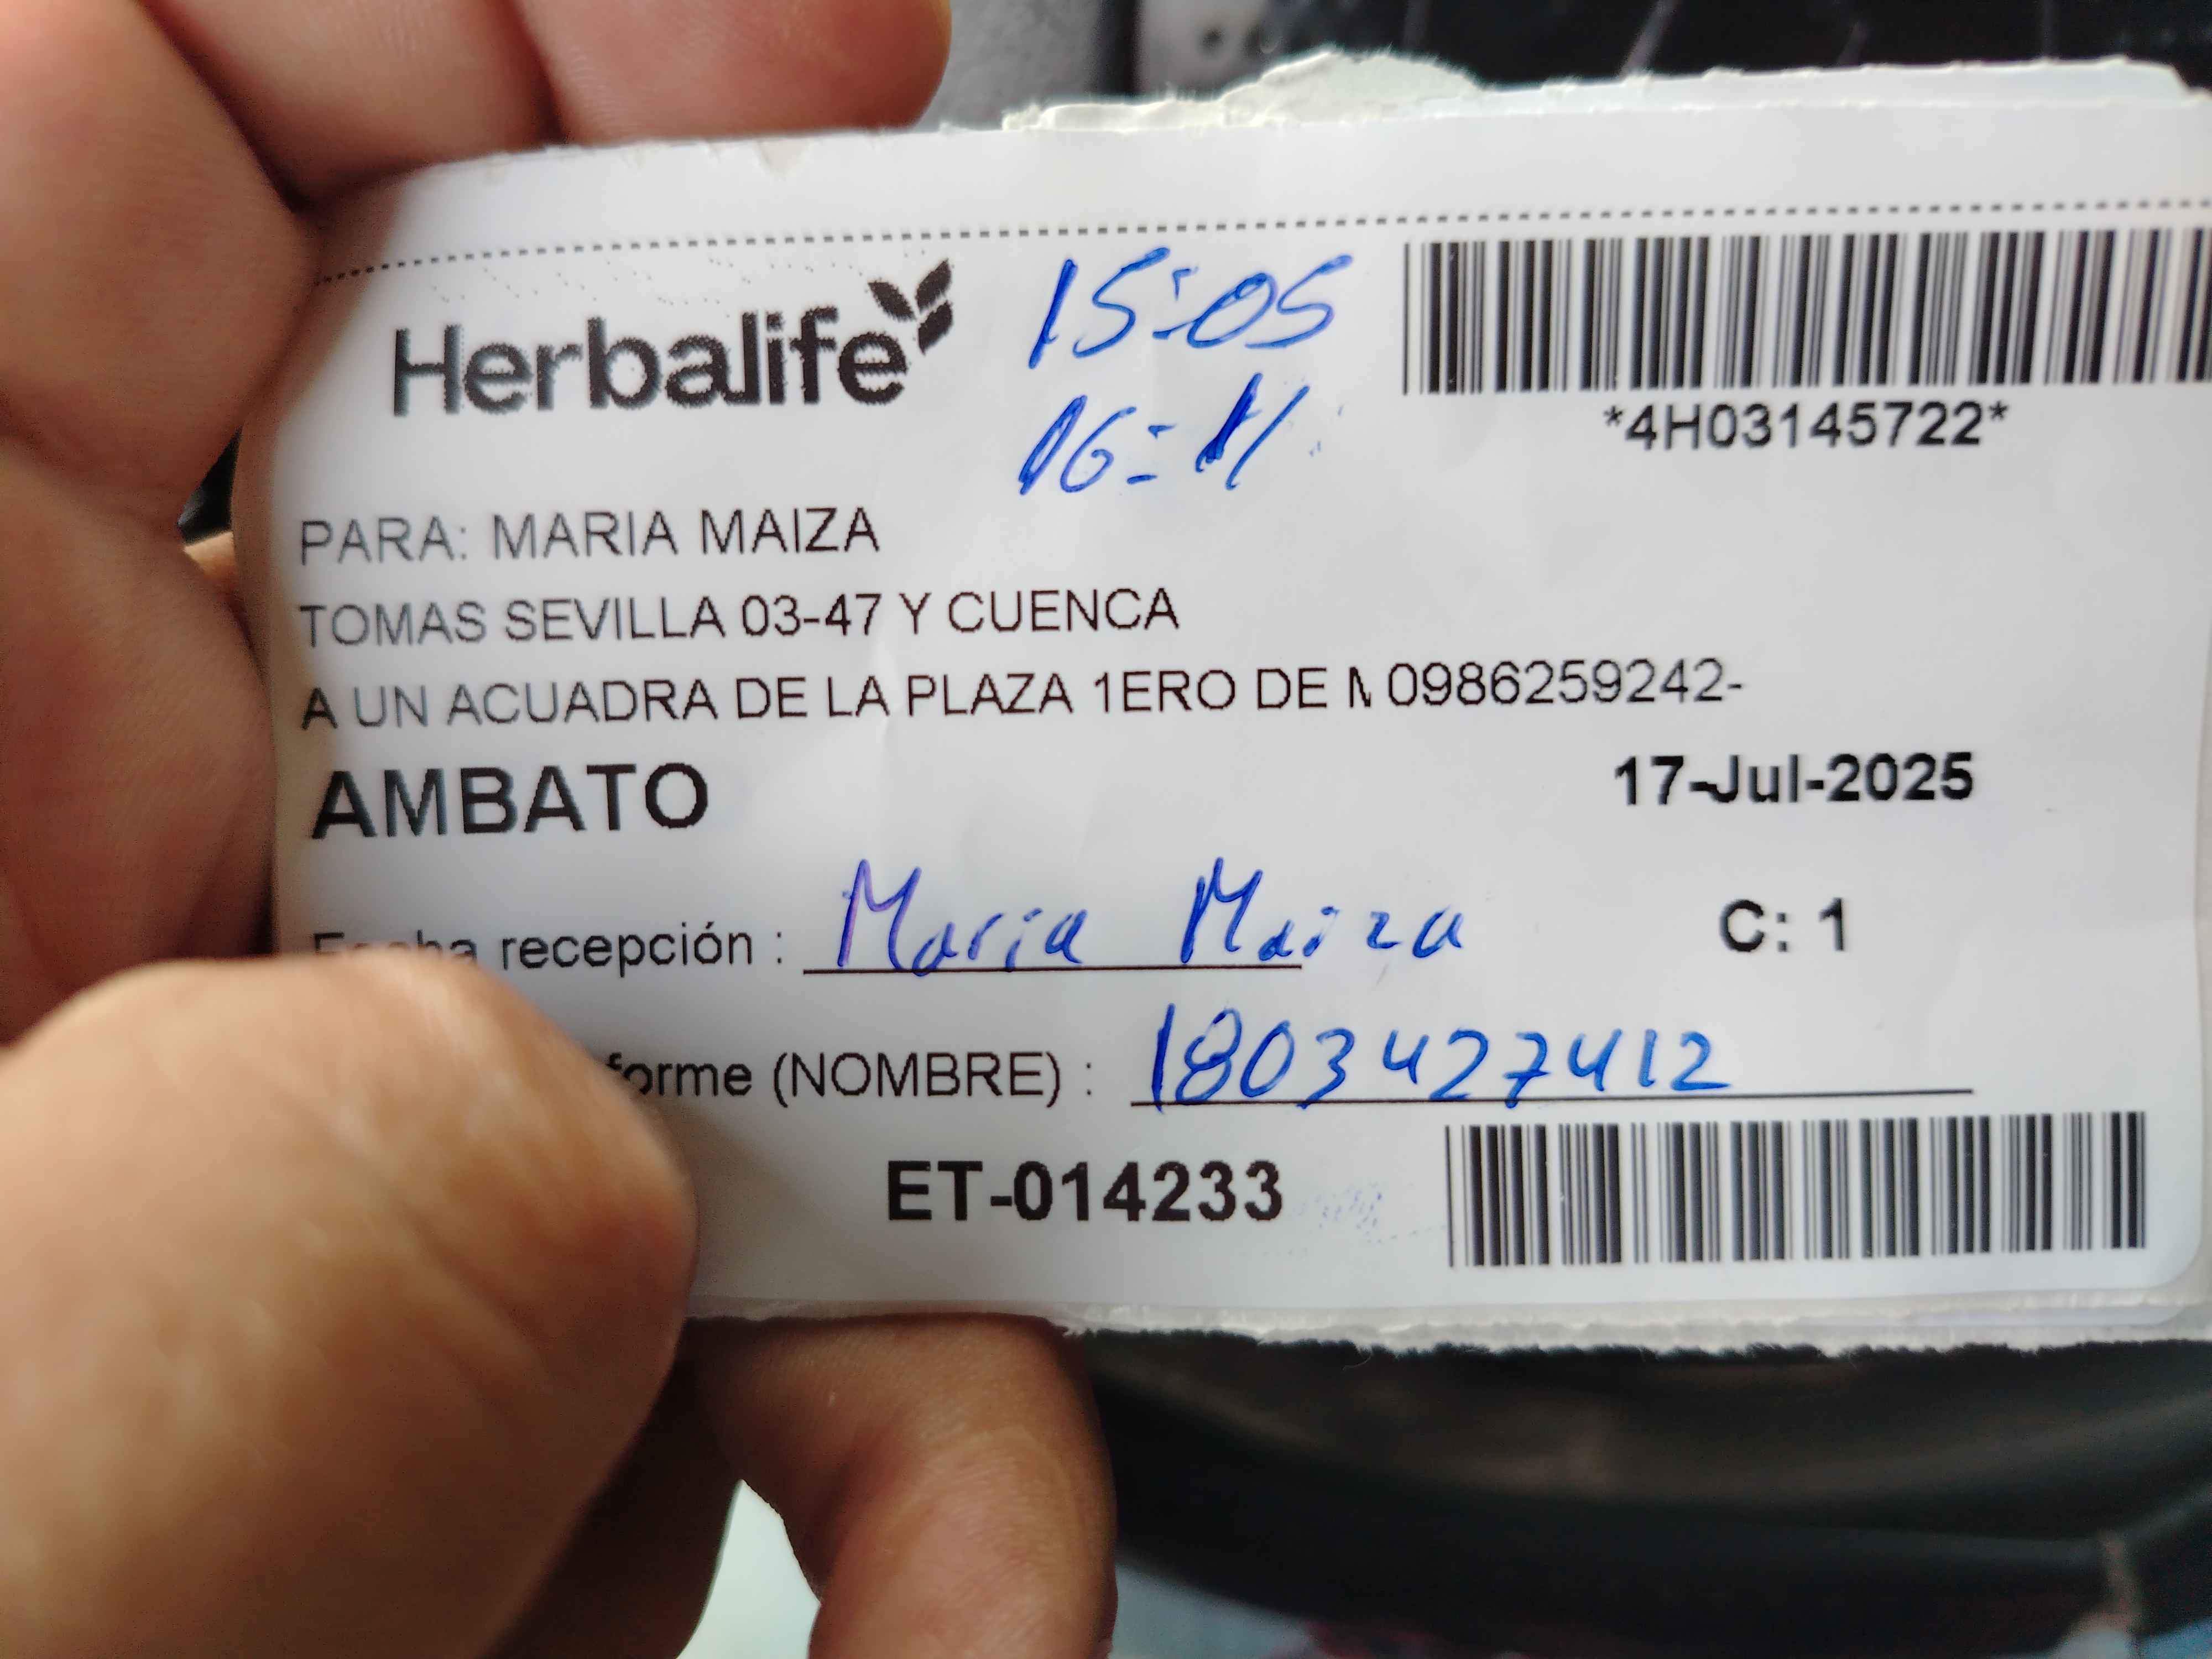 Herbalife
15:05
*4H03145722*
PARA: MARIA MAIZA
TOMAS SEVILLA 03-47 Y CUENCA
A UN ACUADRA DE LA PLAZA 1ERO DE M 0986259242-
AMBATO 17-Jul-2025
Fecha recepción : Maria Maiza C: 1
forme (NOMBRE) : 1803427412
ET-014233